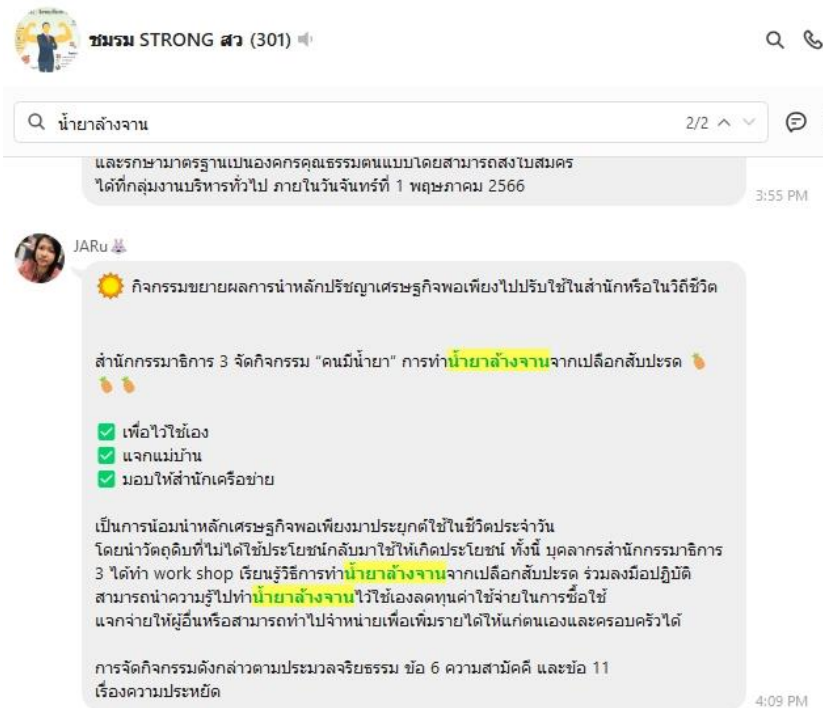 ชมรม STRONG สว (301)
น้ำยาล้างจาน 2/2
และรักษามาตรฐานเป็นองค์กรคุณธรรมต้นแบบโดยสามารถส่งใบสมัคร
ได้ที่กลุ่มงานบริหารทั่วไป ภายในวันจันทร์ที่ 1 พฤษภาคม 2566
3:55 PM
JARu
กิจกรรมขยายผลการนำหลักปรัชญาเศรษฐกิจพอเพียงไปปรับใช้ในสำนักหรือในวิถีชีวิต
สำนักกรรมาธิการ 3 จัดกิจกรรม “คนมีน้ำยา” การทำน้ำยาล้างจานจากเปลือกสับปะรด 🍍
🍍🍍
✅ เพื่อไว้ใช้เอง
✅ แจกแม่บ้าน
✅ มอบให้สำนักเครือข่าย
เป็นการน้อมนำหลักเศรษฐกิจพอเพียงมาประยุกต์ใช้ในชีวิตประจำวัน
โดยนำวัตถุดิบที่ไม่ได้ใช้ประโยชน์กลับมาใช้ให้เกิดประโยชน์ ทั้งนี้ บุคลากรสำนักกรรมาธิการ
3 ได้ทำ work shop เรียนรู้วิธีการทำน้ำยาล้างจานจากเปลือกสับปะรด ร่วมลงมือปฏิบัติ
สามารถนำความรู้ไปทำน้ำยาล้างจานไว้ใช้เองลดทุนค่าใช้จ่ายในการซื้อใช้
แจกจ่ายให้ผู้อื่นหรือสามารถทำไปจำหน่ายเพื่อเพิ่มรายได้ให้แก่ตนเองและครอบครัวได้
การจัดกิจกรรมดังกล่าวตามประมวลจริยธรรม ข้อ 6 ความสามัคคี และข้อ 11
เรื่องความประหยัด
4:09 PM